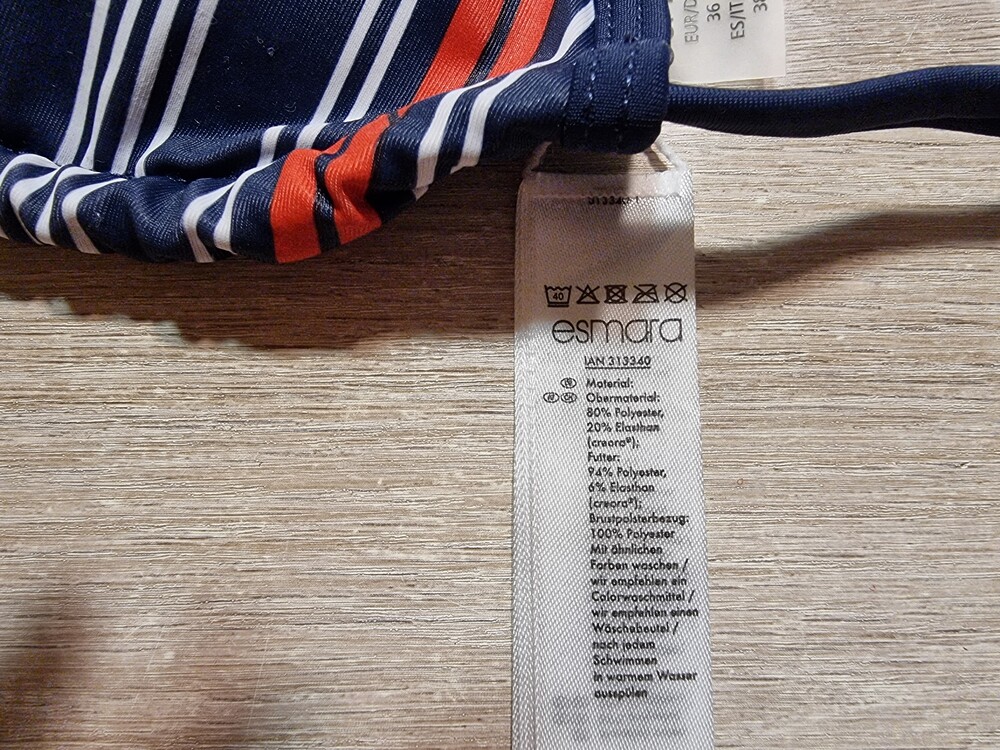 EUR/D
36
ES/IT
38
40
esmara
IAN 313340
Material:
Obermaterial:
80% Polyester,
20% Elasthan
(creora®);
Futter:
94% Polyester,
6% Elasthan
(creora®);
Brustpolsterbezug:
100% Polyester
Mit ähnlichen
Farben waschen /
wir empfehlen ein
Colorwaschmittel /
wir empfehlen einen
Wäschebeutel /
nach jedem
Schwimmen
in warmem Wasser
ausspülen